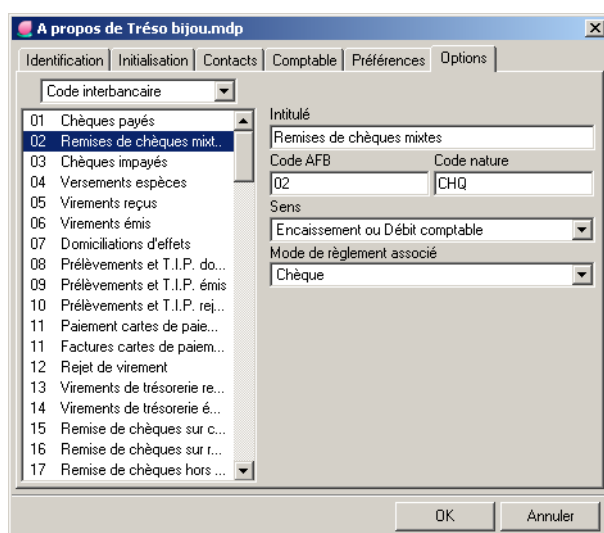 A propos de Tréso bijou.mdp
Identification Initialisation Contacts Comptable Préférences Options
Code interbancaire
01 Chèques payés
02 Remises de chèques mixt..
03 Chèques impayés
04 Versements espèces
05 Virements reçus
06 Virements émis
07 Domiciliations d'effets
08 Prélèvements et T.I.P. do...
09 Prélèvements et T.I.P. émis
10 Prélèvements et T.I.P. rej...
11 Paiement cartes de paie...
11 Factures cartes de paiem...
12 Rejet de virement
13 Virements de trésorerie re...
14 Virements de trésorerie é...
15 Remise de chèques sur c...
16 Remise de chèques sur r...
17 Remise de chèques hors ...
Intitulé
Remises de chèques mixtes
Code AFB Code nature
02 CHQ
Sens
Encaissement ou Débit comptable
Mode de règlement associé
Chèque
OK Annuler